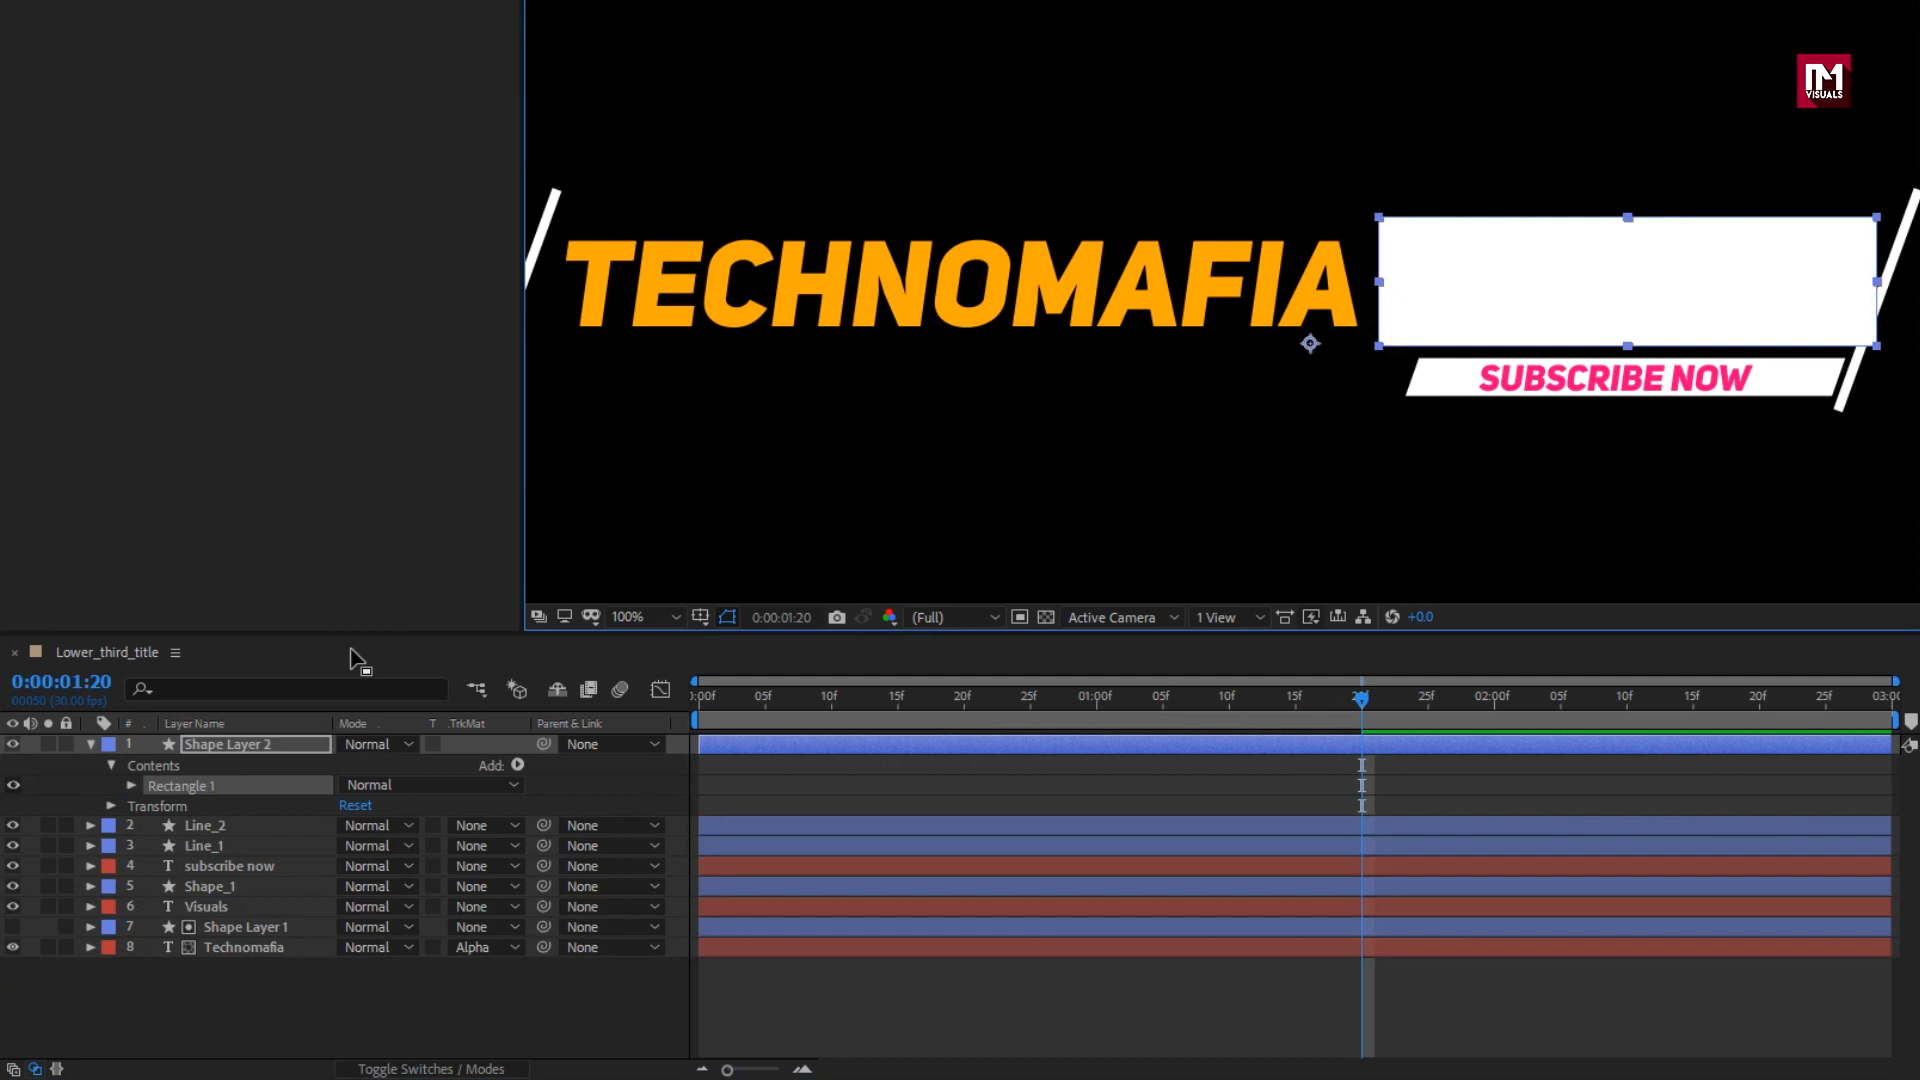 IM
VISUALS
TECHNOMAFIA
SUBSCRIBE NOW
100%
0:00:01:20
(Full)
Active Camera
1 View
+0.0
Lower_third_title
0:00:01:20
00050 (30.00 fps)
:00f 05f 10f 15f 20f 25f 01:00f 05f 10f 15f 25f 02:00f 05f 10f 15f 20f 25f 03:00
# Layer Name Mode T .TrkMat Parent & Link
1 Shape Layer 2 Normal None
Contents Add:
Rectangle 1 Normal
Transform Reset
2 Line_2 Normal None None
3 Line_1 Normal None None
4 T subscribe now Normal None None
5 Shape_1 Normal None None
6 T Visuals Normal None None
7 Shape Layer 1 Normal None None
8 T Technomafia Normal Alpha None
Toggle Switches / Modes